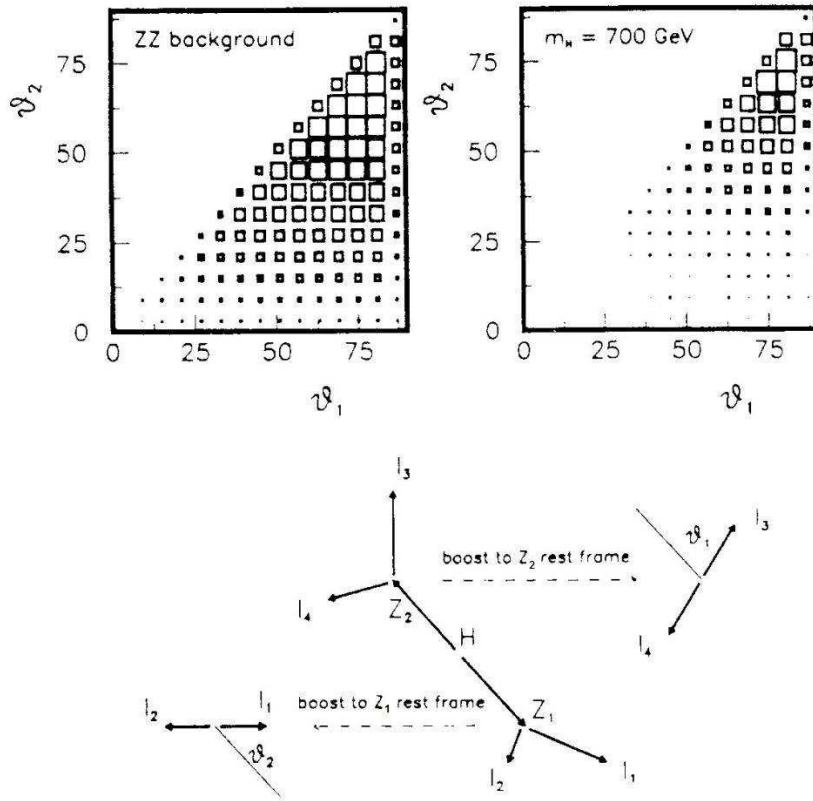 ZZ background
m_H = 700 GeV
ϑ₂
75
50
25
0
0
25
50
75
ϑ₁
ϑ₂
75
50
25
0
0
25
50
75
ϑ₁
l₃
l₄
Z₂
H
Z₁
l₂
l₁
boost to Z₂ rest frame
ϑ₁
l₃
l₄
boost to Z₁ rest frame
l₂
l₁
ϑ₂